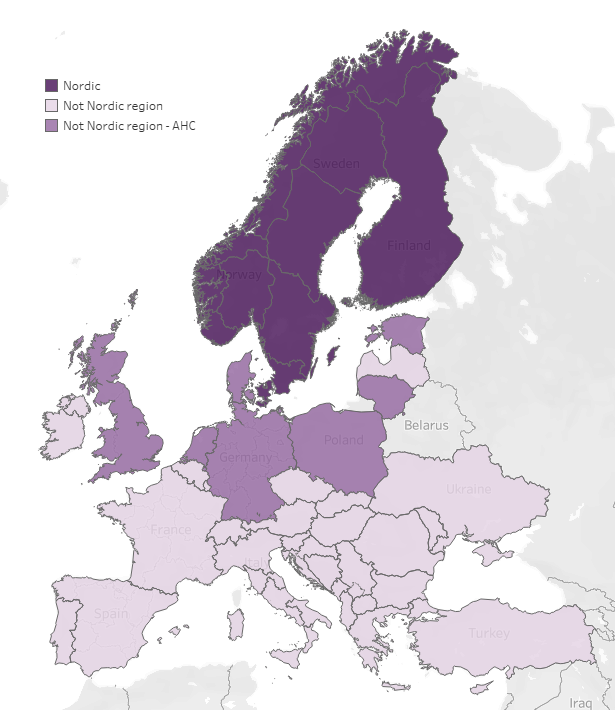 Nordic
Not Nordic region
Not Nordic region - AHC
Sweden
Finland
Norway
Belarus
Poland
Germany
Ukraine
France
Spain
Turkey
Iraq